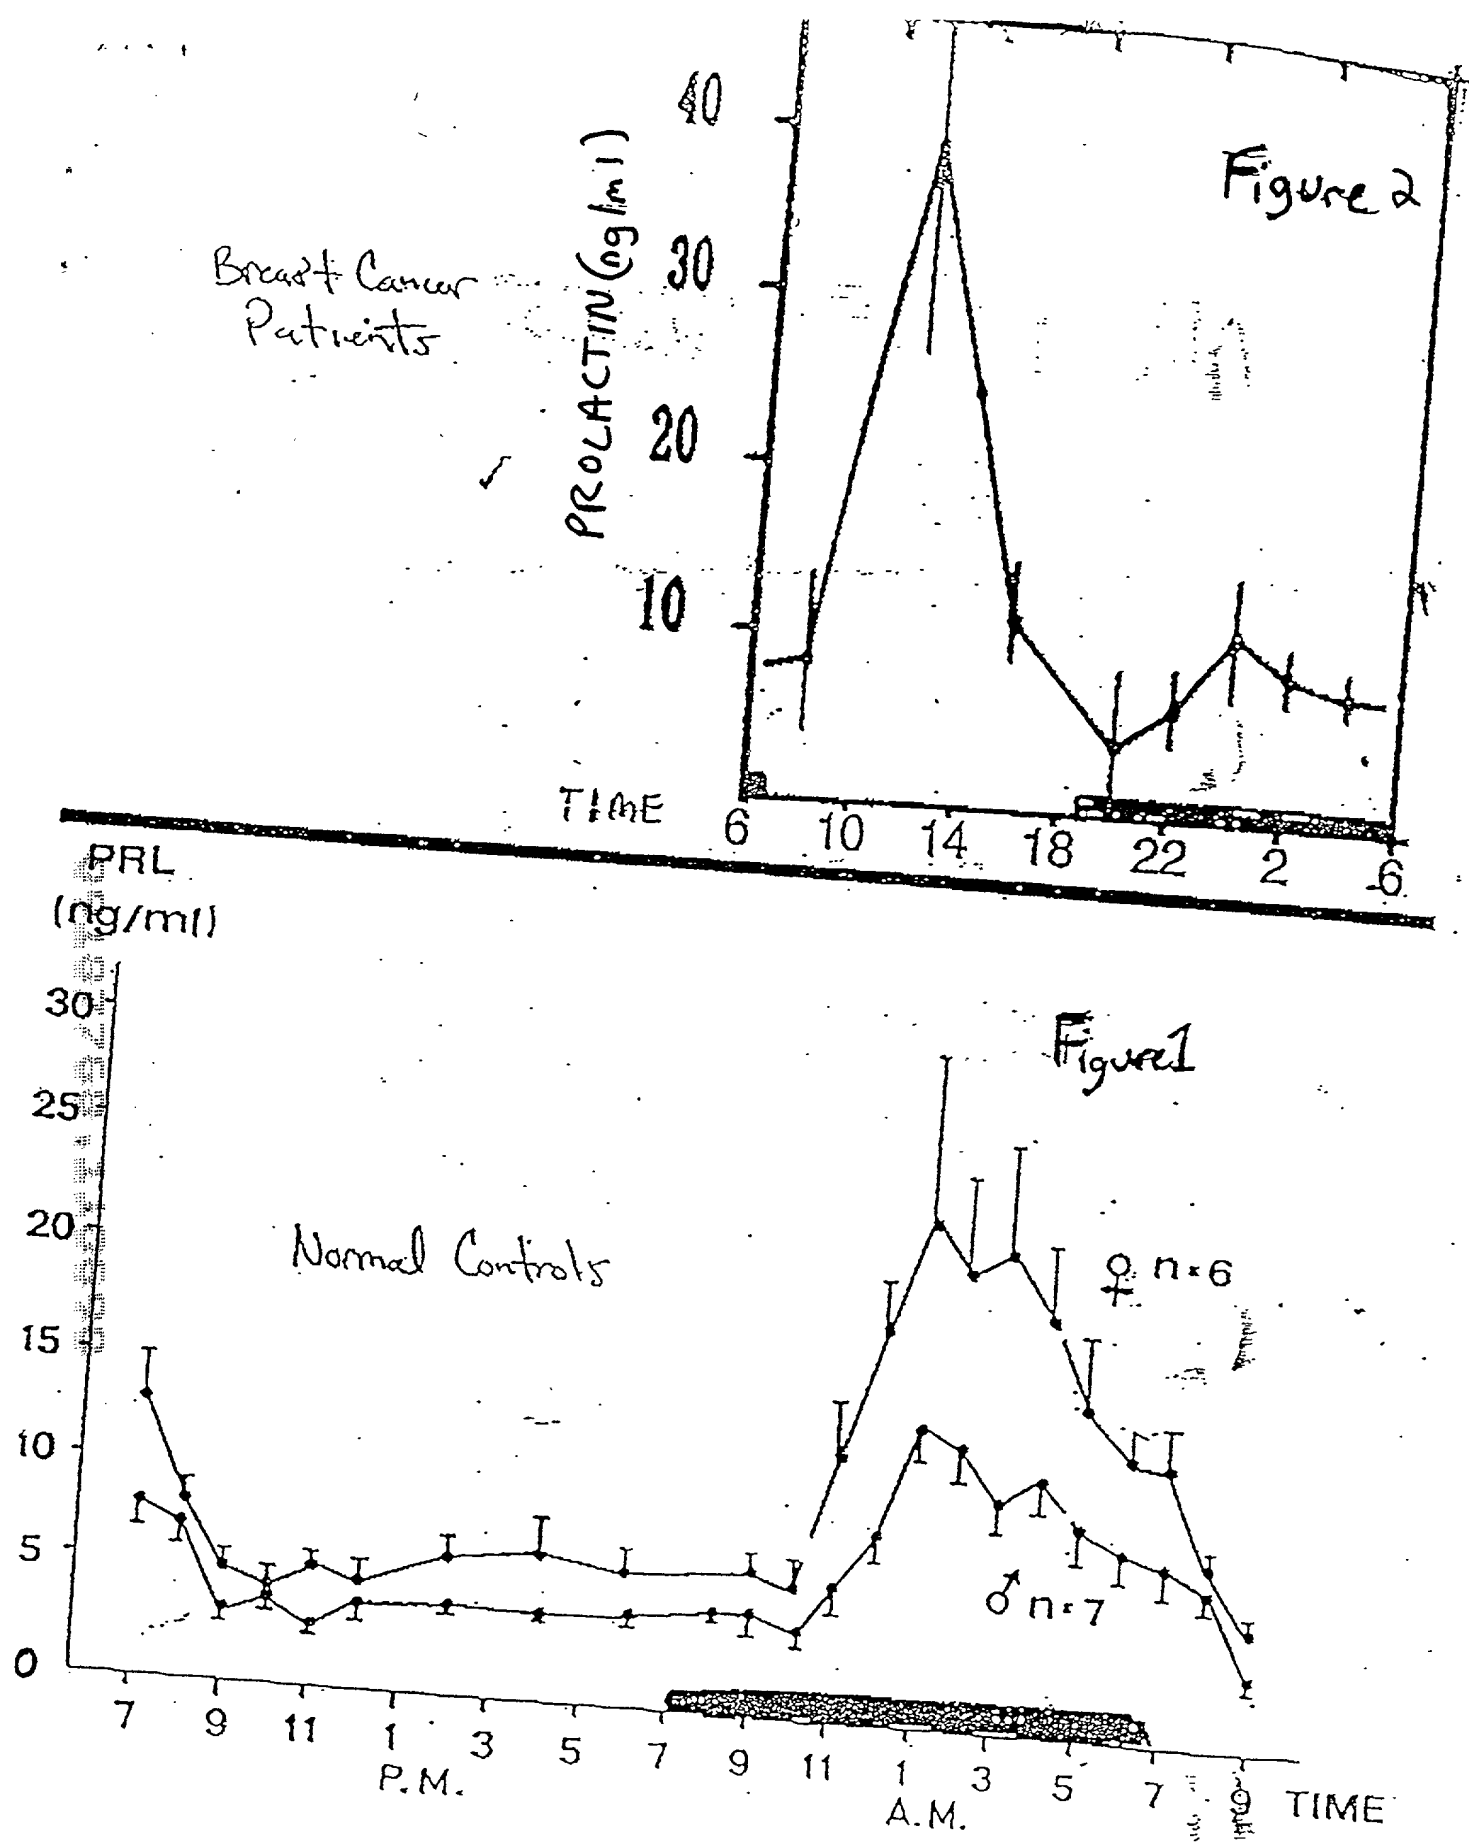 40
Figure 2
PROLACTIN (ng/ml)
Breast Cancer
Patients
30
20
10
TIME
6 10 14 18 22 2 6
PRL
(ng/ml)
30
Figure 1
25
20
Normal Controls
♀ n=6
15
10
5
♂ n=7
0
7 9 11 1 3 5 7 9 11 1 3 5 7 9 TIME
P.M.
A.M.